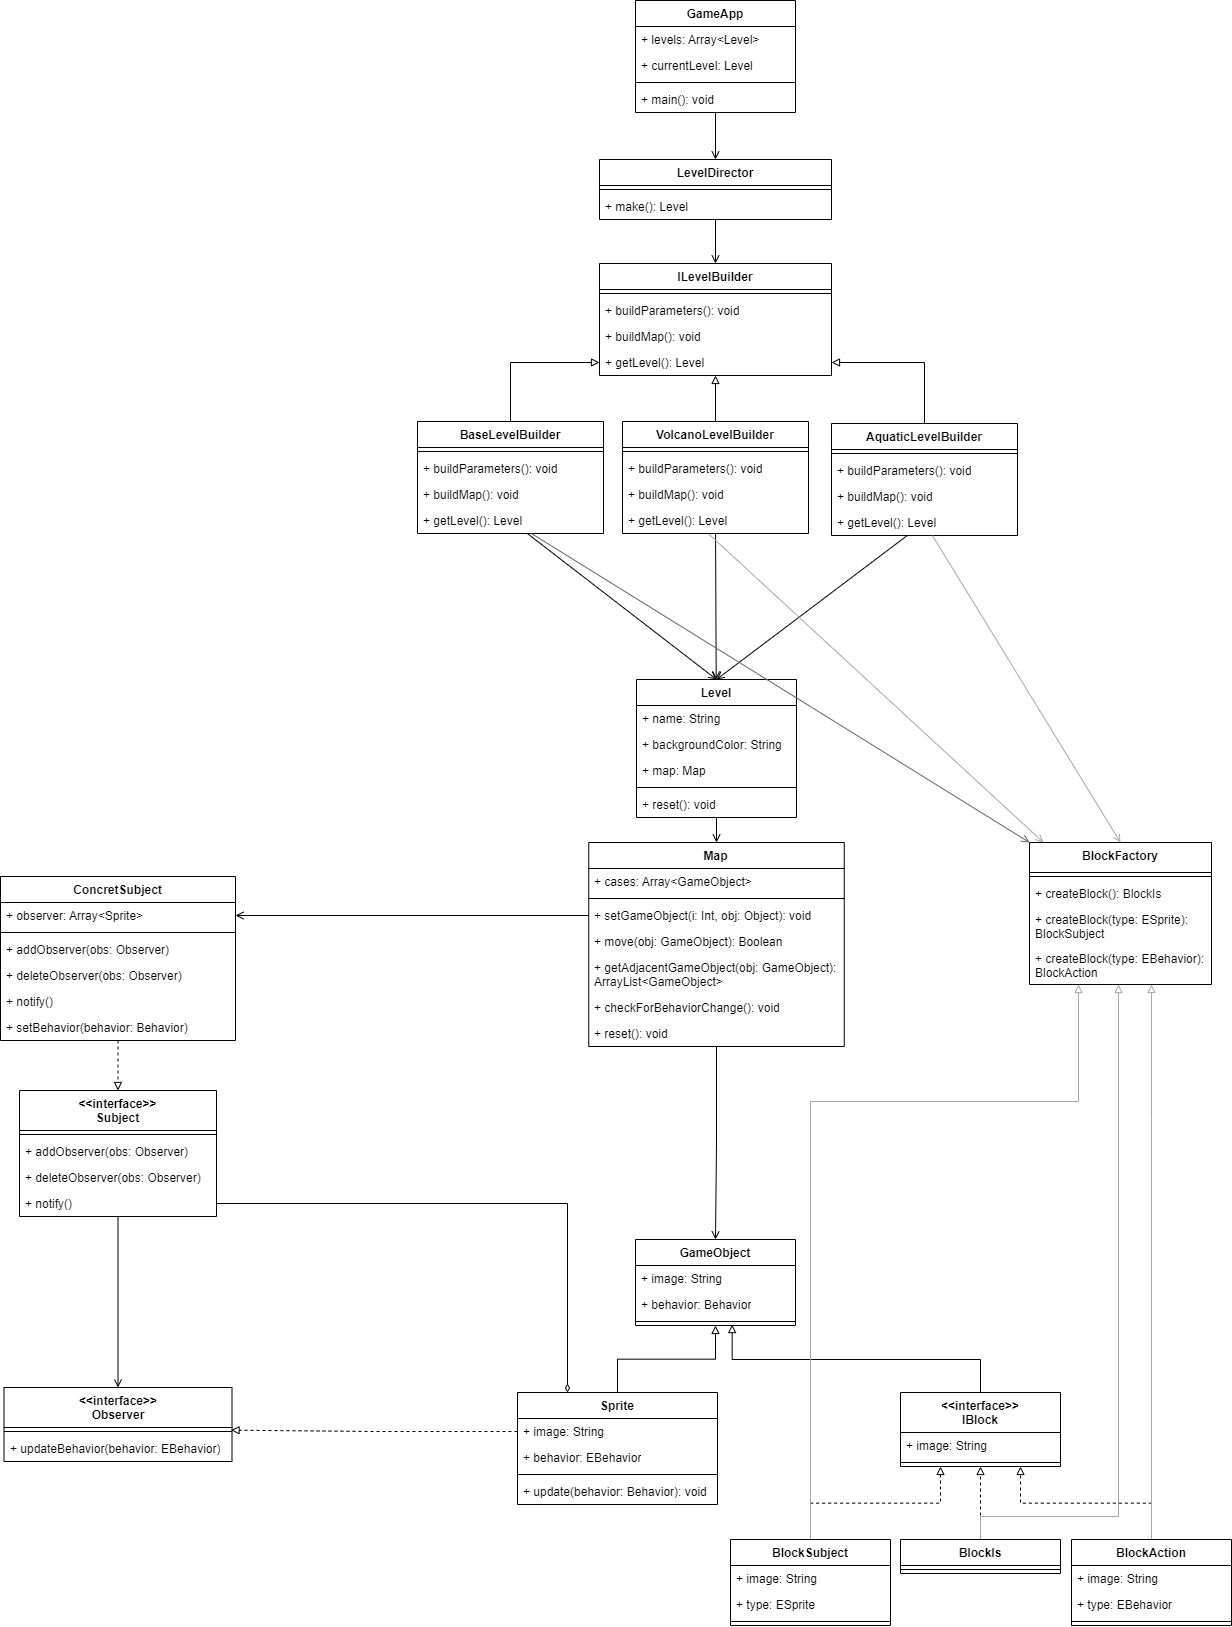 GameApp
+ levels: Array<Level>
+ currentLevel: Level
+ main(): void
LevelDirector
+ make(): Level
ILevelBuilder
+ buildParameters(): void
+ buildMap(): void
+ getLevel(): Level
BaseLevelBuilder
+ buildParameters(): void
+ buildMap(): void
+ getLevel(): Level
VolcanoLevelBuilder
+ buildParameters(): void
+ buildMap(): void
+ getLevel(): Level
AquaticLevelBuilder
+ buildParameters(): void
+ buildMap(): void
+ getLevel(): Level
Level
+ name: String
+ backgroundColor: String
+ map: Map
+ reset(): void
Map
+ cases: Array<GameObject>
+ setGameObject(i: Int, obj: Object): void
+ move(obj: GameObject): Boolean
+ getAdjacentGameObject(obj: GameObject):
ArrayList<GameObject>
+ checkForBehaviorChange(): void
+ reset(): void
BlockFactory
+ createBlock(): BlockIs
+ createBlock(type: ESprite):
BlockSubject
+ createBlock(type: EBehavior):
BlockAction
ConcretSubject
+ observer: Array<Sprite>
+ addObserver(obs: Observer)
+ deleteObserver(obs: Observer)
+ notify()
+ setBehavior(behavior: Behavior)
<<interface>>
Subject
+ addObserver(obs: Observer)
+ deleteObserver(obs: Observer)
+ notify()
GameObject
+ image: String
+ behavior: Behavior
<<interface>>
Observer
+ updateBehavior(behavior: EBehavior)
Sprite
+ image: String
+ behavior: EBehavior
+ update(behavior: Behavior): void
<<interface>>
IBlock
+ image: String
BlockSubject
+ image: String
+ type: ESprite
BlockIs
BlockAction
+ image: String
+ type: EBehavior